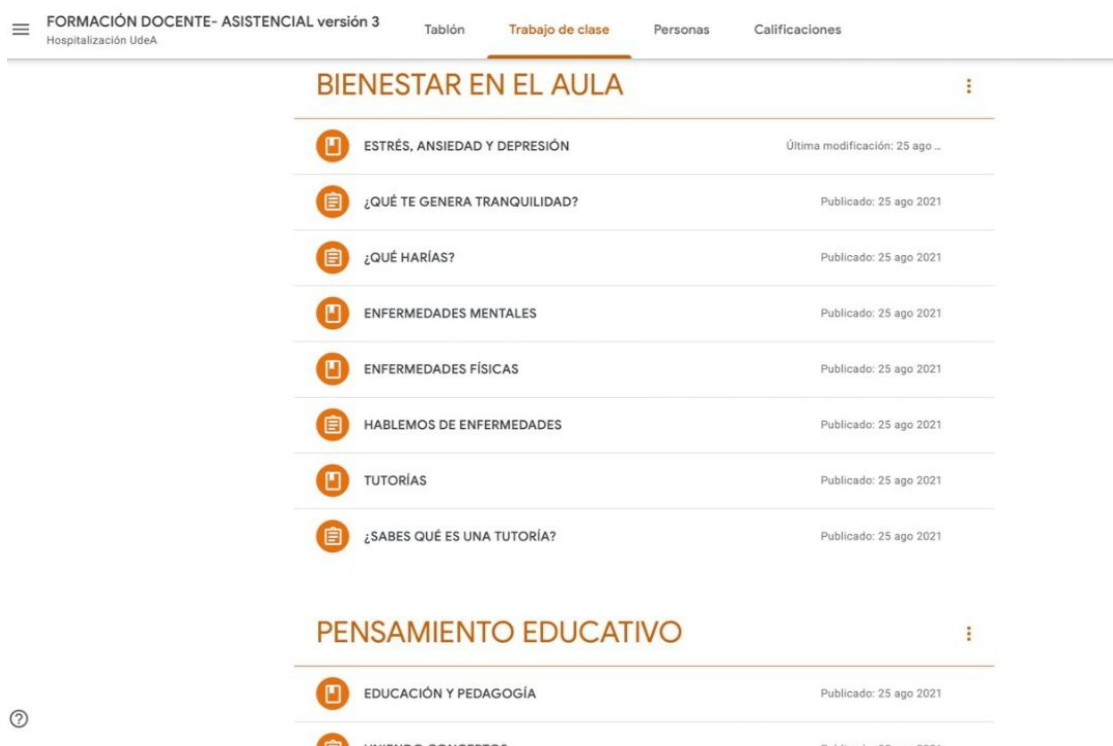 FORMACIÓN DOCENTE- ASISTENCIAL versión 3
Hospitalización UdeA
Tablón
Trabajo de clase
Personas
Calificaciones
BIENESTAR EN EL AULA
ESTRÉS, ANSIEDAD Y DEPRESIÓN
Última modificación: 25 ago ...
¿QUÉ TE GENERA TRANQUILIDAD?
Publicado: 25 ago 2021
¿QUÉ HARÍAS?
Publicado: 25 ago 2021
ENFERMEDADES MENTALES
Publicado: 25 ago 2021
ENFERMEDADES FÍSICAS
Publicado: 25 ago 2021
HABLEMOS DE ENFERMEDADES
Publicado: 25 ago 2021
TUTORÍAS
Publicado: 25 ago 2021
¿SABES QUÉ ES UNA TUTORÍA?
Publicado: 25 ago 2021
PENSAMIENTO EDUCATIVO
EDUCACIÓN Y PEDAGOGÍA
Publicado: 25 ago 2021
UNIENDO CONCEPTOS